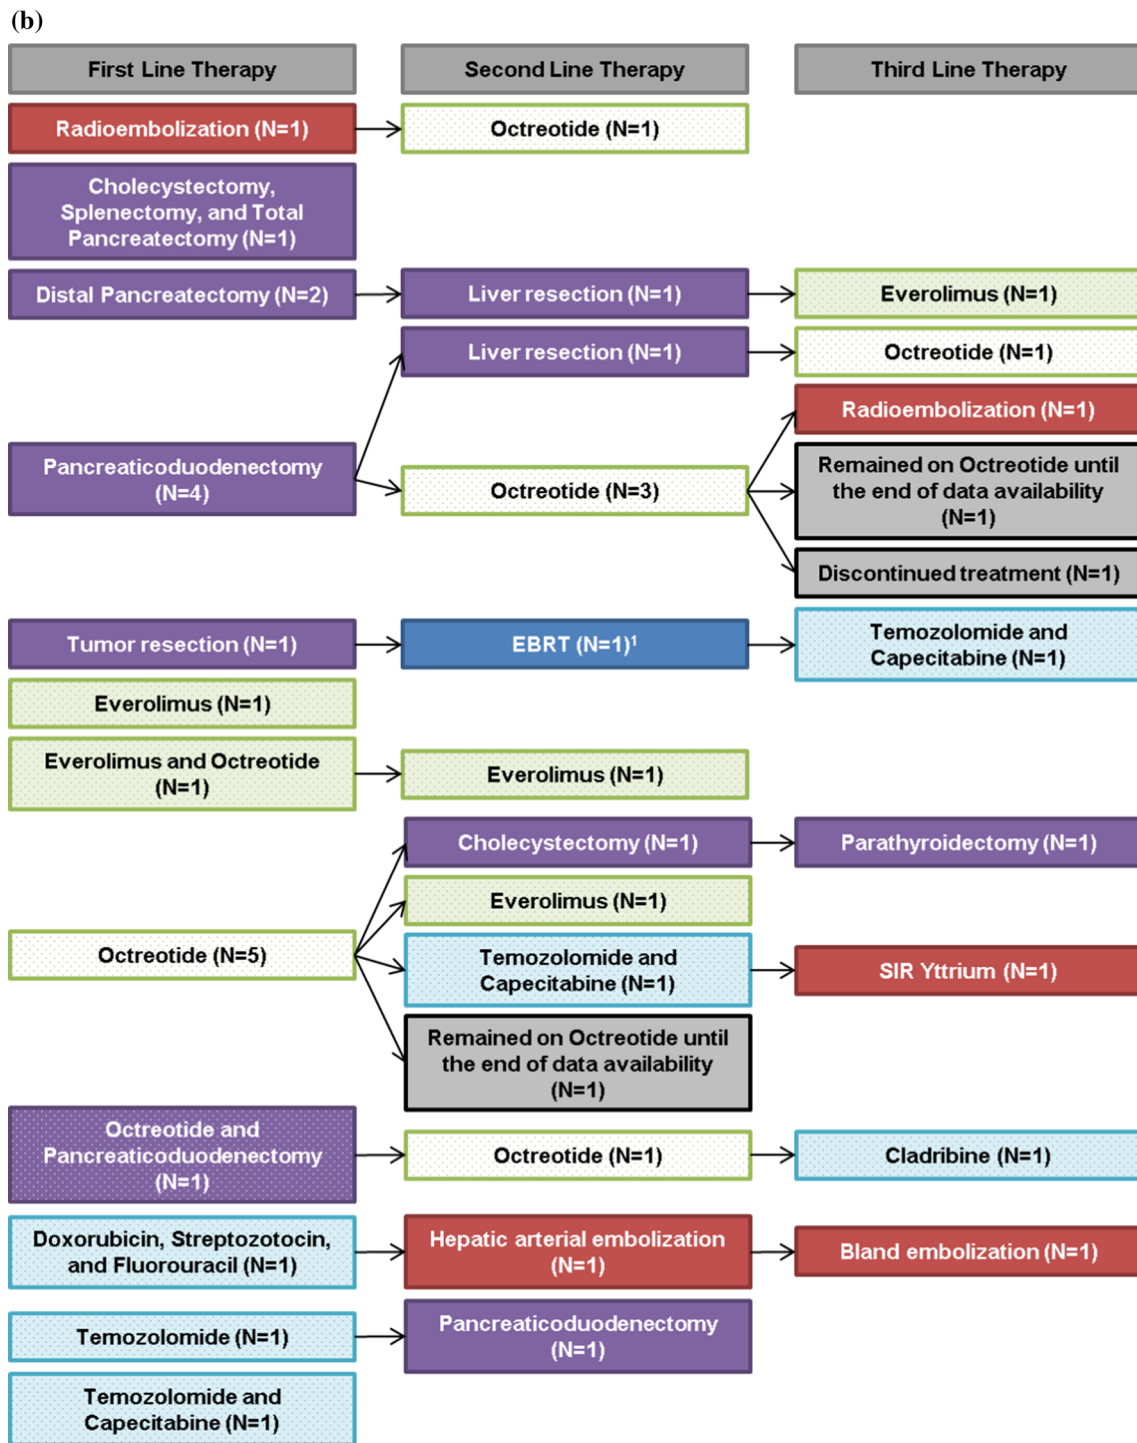 (b)
First Line Therapy
Second Line Therapy
Third Line Therapy
Radioembolization (N=1)
Octreotide (N=1)
Cholecystectomy,
Splenectomy, and Total
Pancreatectomy (N=1)
Distal Pancreatectomy (N=2)
Liver resection (N=1)
Everolimus (N=1)
Liver resection (N=1)
Octreotide (N=1)
Radioembolization (N=1)
Pancreaticoduodenectomy
(N=4)
Octreotide (N=3)
Remained on Octreotide until
the end of data availability
(N=1)
Discontinued treatment (N=1)
Tumor resection (N=1)
EBRT (N=1)¹
Temozolomide and
Capecitabine (N=1)
Everolimus (N=1)
Everolimus and Octreotide
(N=1)
Everolimus (N=1)
Cholecystectomy (N=1)
Parathyroidectomy (N=1)
Everolimus (N=1)
Octreotide (N=5)
Temozolomide and
Capecitabine (N=1)
SIR Yttrium (N=1)
Remained on Octreotide until
the end of data availability
(N=1)
Octreotide and
Pancreaticoduodenectomy
(N=1)
Octreotide (N=1)
Cladribine (N=1)
Doxorubicin, Streptozotocin,
and Fluorouracil (N=1)
Hepatic arterial embolization
(N=1)
Bland embolization (N=1)
Temozolomide (N=1)
Pancreaticoduodenectomy
(N=1)
Temozolomide and
Capecitabine (N=1)